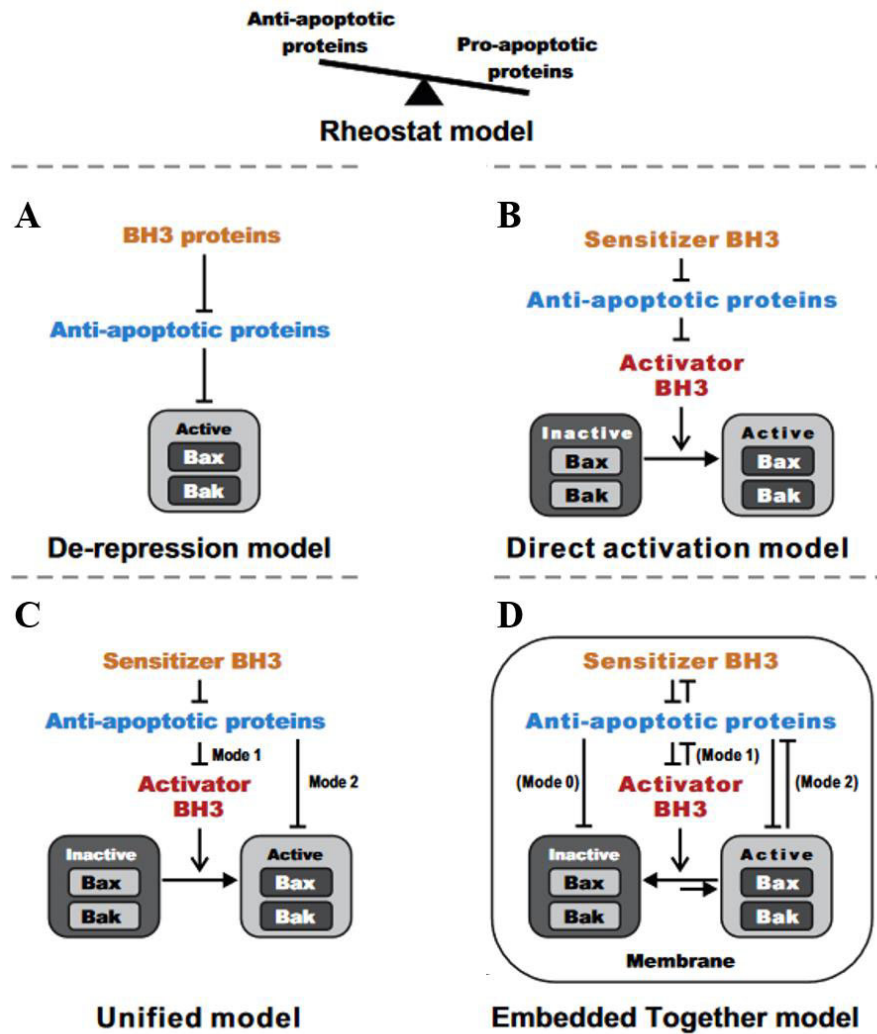 Anti-apoptotic
proteins
Pro-apoptotic
proteins
Rheostat model
A
BH3 proteins
Anti-apoptotic proteins
Active
Bax
Bak
De-repression model
B
Sensitizer BH3
Anti-apoptotic proteins
Activator
BH3
Inactive
Bax
Bak
Active
Bax
Bak
Direct activation model
C
Sensitizer BH3
Anti-apoptotic proteins
Mode 1
Activator
BH3
Mode 2
Inactive
Bax
Bak
Active
Bax
Bak
Unified model
D
Sensitizer BH3
Anti-apoptotic proteins
(Mode 0)
(Mode 1)
Activator
BH3
(Mode 2)
Inactive
Bax
Bak
Active
Bax
Bak
Membrane
Embedded Together model